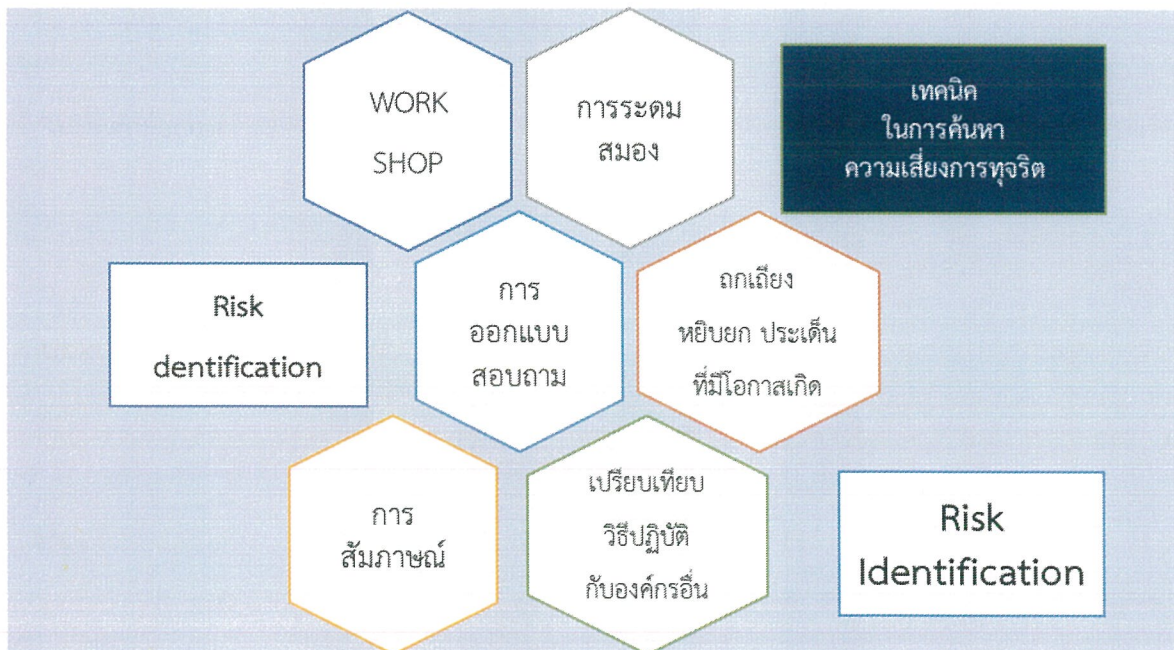 WORK
SHOP
การระดม
สมอง
เทคนิค
ในการค้นหา
ความเสี่ยงการทุจริต
Risk
dentification
การ
ออกแบบ
สอบถาม
ถกเถียง
หยิบยก ประเด็น
ที่มีโอกาสเกิด
การ
สัมภาษณ์
เปรียบเทียบ
วิธีปฏิบัติ
กับองค์กรอื่น
Risk
Identification